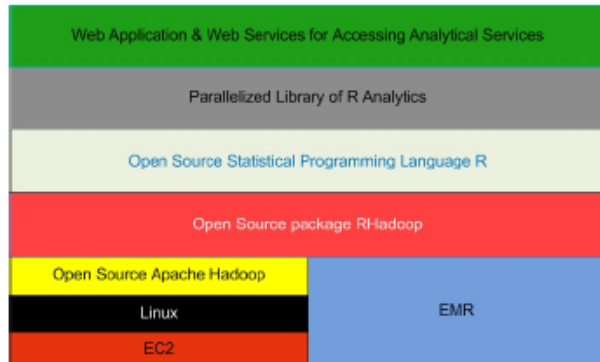 Web Application & Web Services for Accessing Analytical Services
Parallelized Library of R Analytics
Open Source Statistical Programming Language R
Open Source package RHadoop
Open Source Apache Hadoop
Linux
EC2
EMR